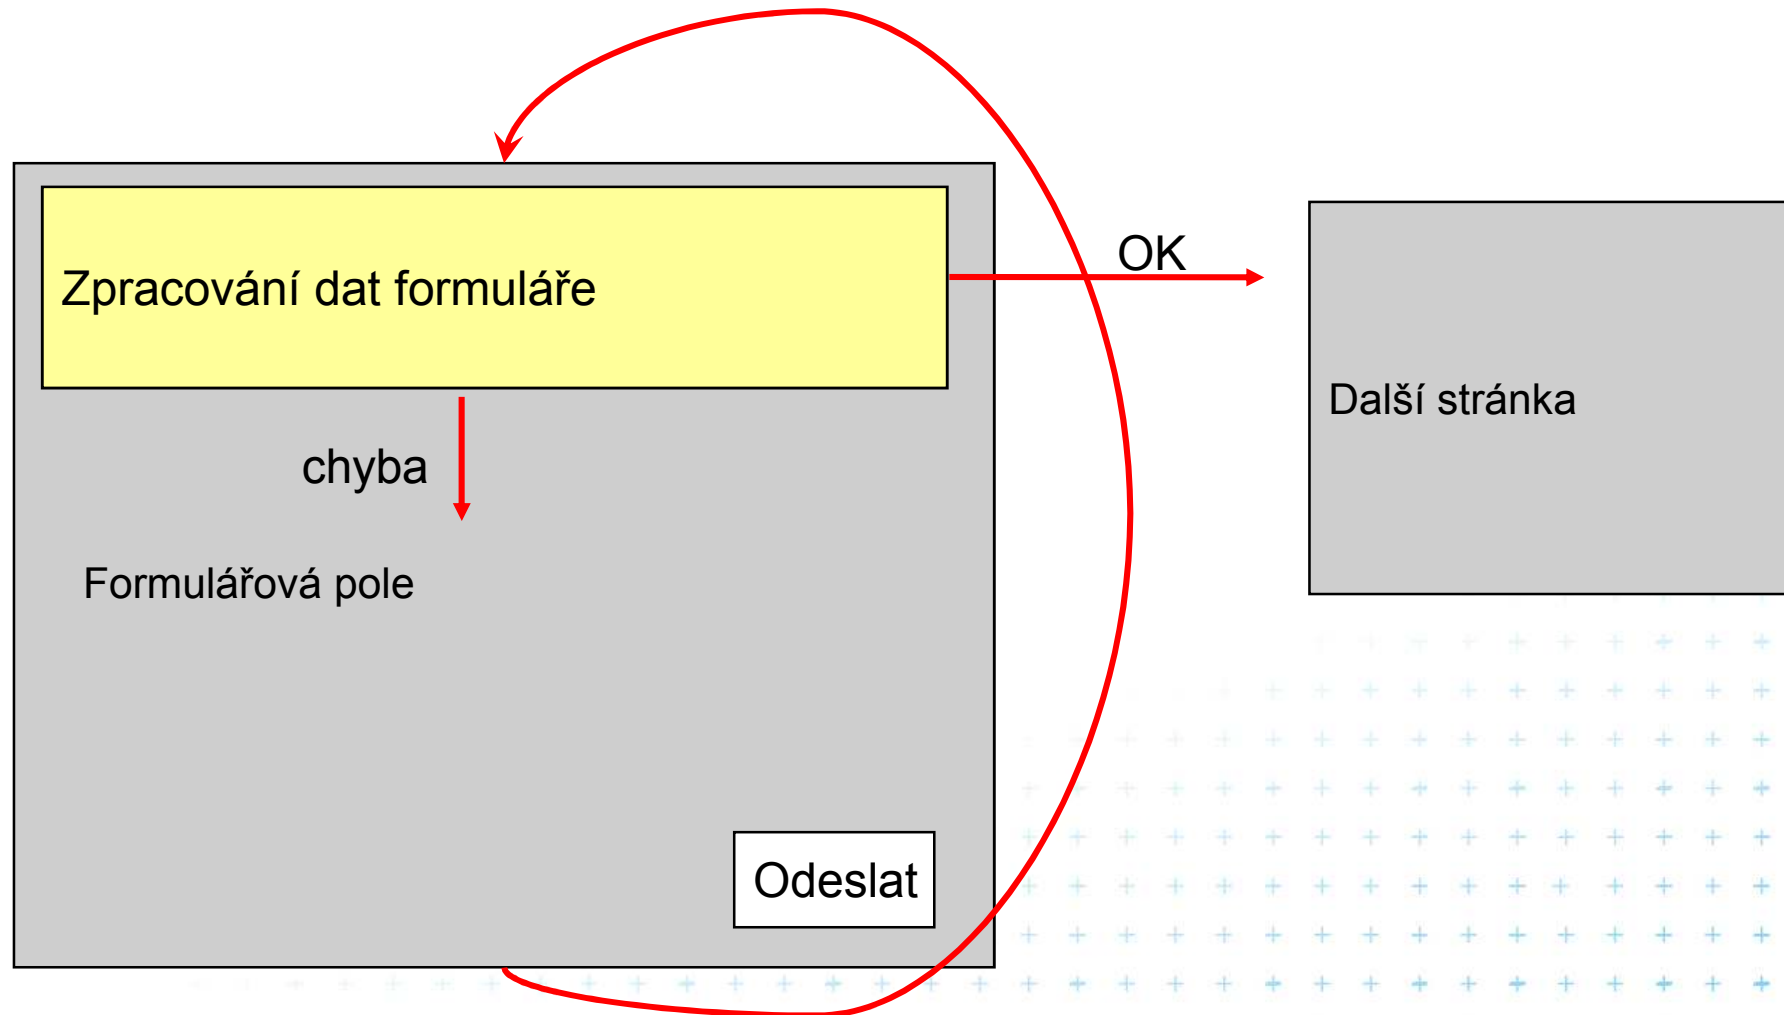 Zpracování dat formuláře
OK
Další stránka
chyba
Formulářová pole
Odeslat